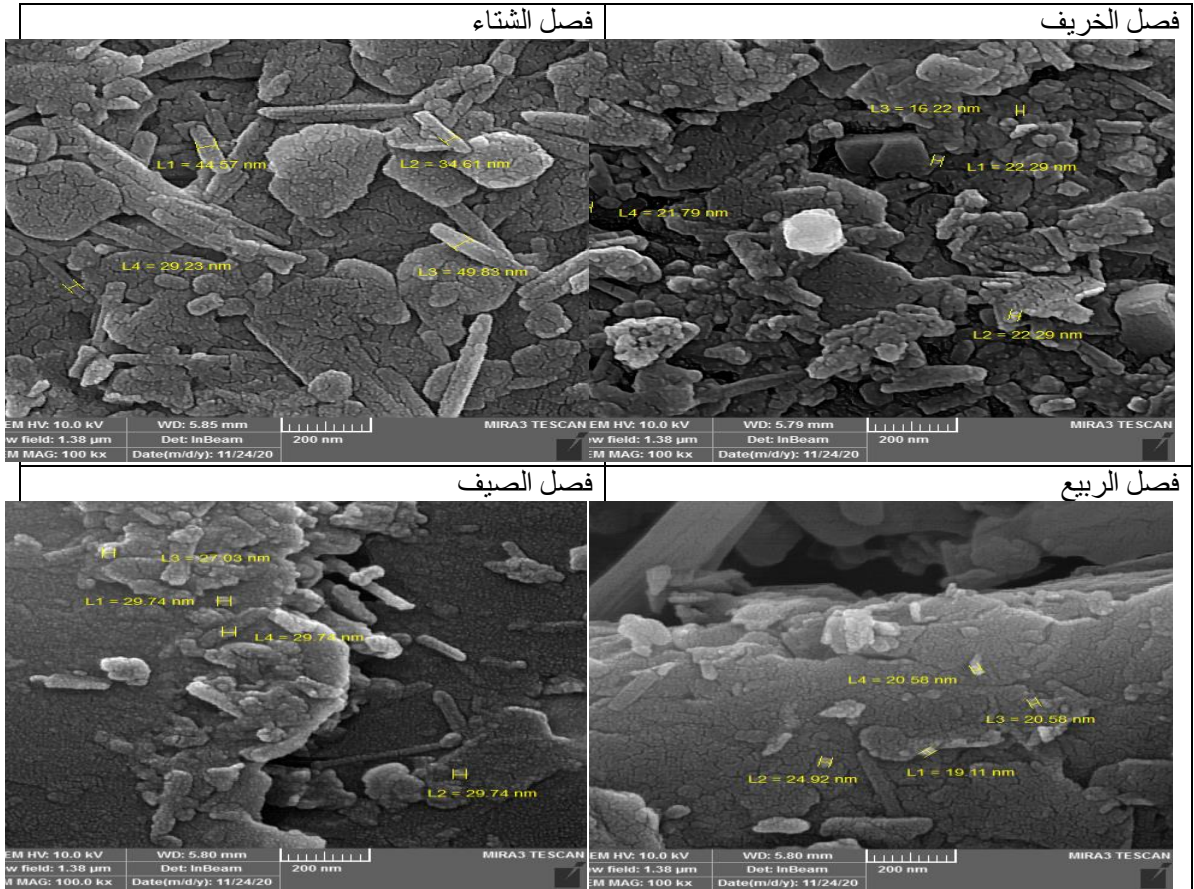 فصل الخريف
فصل الشتاء
L3 = 16.22 nm
L1 = 22.29 nm
L4 = 21.79 nm
L2 = 22.29 nm
EM HV: 10.0 kV WD: 5.79 mm MIRA3 TESCAN
w field: 1.38 µm Det: InBeam 200 nm
M MAG: 100 kx Date(m/d/y): 11/24/20
L1 = 44.57 nm
L2 = 34.61 nm
L4 = 29.23 nm
L3 = 49.83 nm
EM HV: 10.0 kV WD: 5.85 mm MIRA3 TESCAN
w field: 1.38 µm Det: InBeam 200 nm
M MAG: 100 kx Date(m/d/y): 11/24/20
فصل الربيع
فصل الصيف
L4 = 20.58 nm
L3 = 20.58 nm
L2 = 24.92 nm
L1 = 19.11 nm
EM HV: 10.0 kV WD: 5.80 mm MIRA3 TESCAN
w field: 1.38 µm Det: InBeam 200 nm
M MAG: 100 kx Date(m/d/y): 11/24/20
L3 = 27.03 nm
L1 = 29.74 nm
L4 = 29.74 nm
L2 = 29.74 nm
EM HV: 10.0 kV WD: 5.80 mm MIRA3 TESCAN
w field: 1.38 µm Det: InBeam 200 nm
M MAG: 100.0 kx Date(m/d/y): 11/24/20